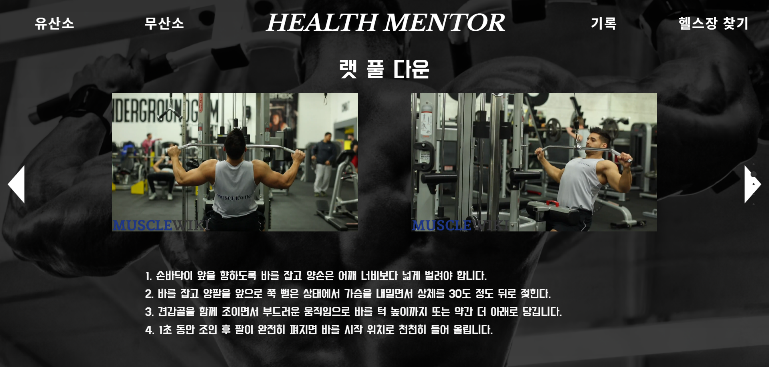 유산소
무산소
HEALTH MENTOR
기록
헬스장 찾기
랫 풀 다운
MUSCLEWIKI
MUSCLE
1. 손바닥이 앞을 향하도록 바를 잡고 양손은 어깨 너비보다 넓게 벌려야 합니다.
2. 바를 잡고 양팔을 앞으로 쭉 뻗은 상태에서 가슴을 내밀면서 상체를 30도 정도 뒤로 젖힌다.
3. 견갑골을 함께 조이면서 부드러운 움직임으로 바를 턱 높이까지 또는 약간 더 아래로 당깁니다.
4. 1초 동안 조인 후 팔이 완전히 펴지면 바를 시작 위치로 천천히 들어 올립니다.